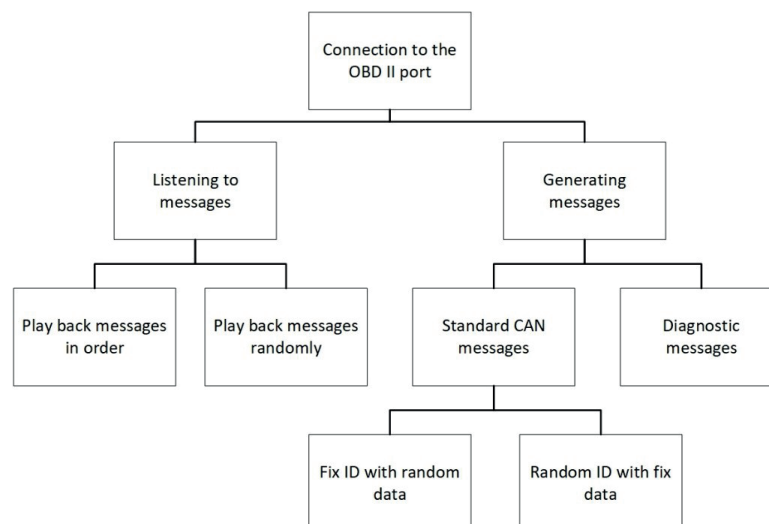 Connection to the
OBD II port
Listening to
messages
Generating
messages
Play back messages
in order
Play back messages
randomly
Standard CAN
messages
Diagnostic
messages
Fix ID with random
data
Random ID with fix
data